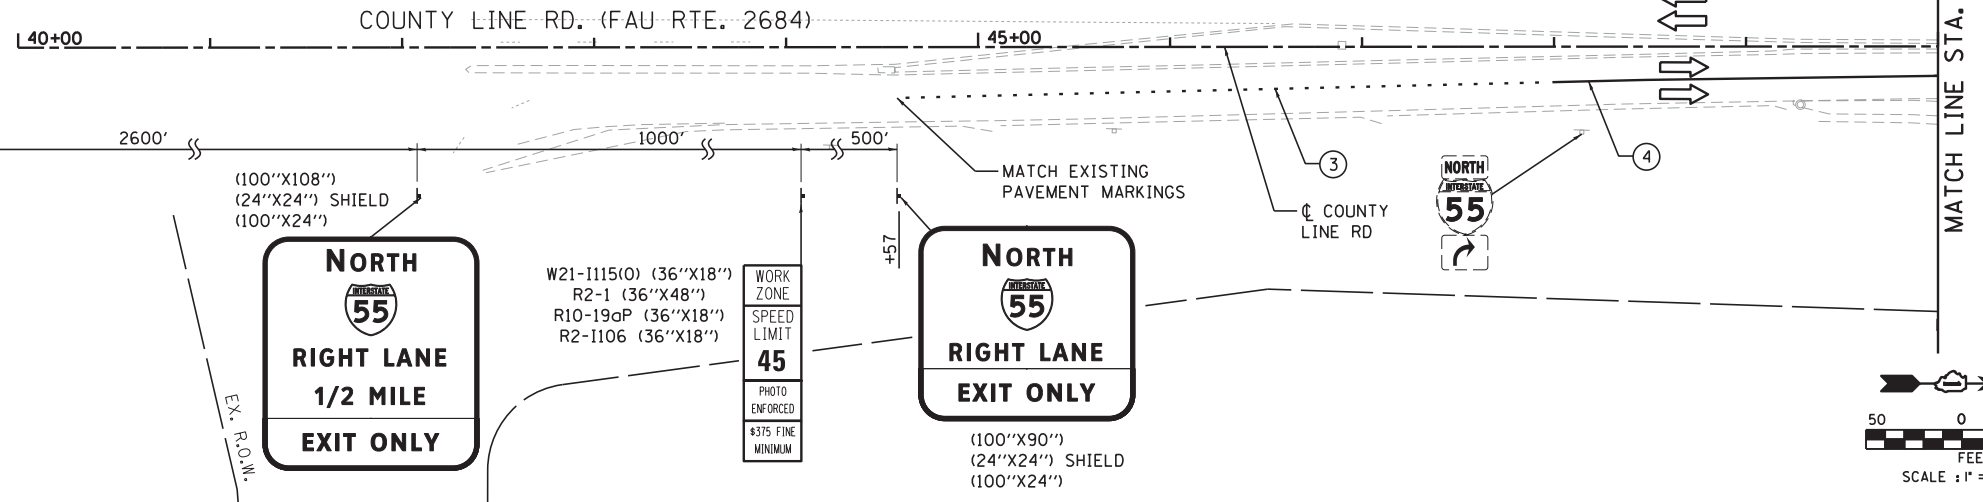 COUNTY LINE RD. (FAU RTE. 2684)
40+00
45+00
MATCH LINE STA.
2600'
1000'
500'
(100"X108")
(24"X24") SHIELD
(100"X24")
NORTH
INTERSTATE
55
RIGHT LANE
1/2 MILE
EXIT ONLY
EX. R.O.W.
W21-I115(O) (36"X18")
R2-1 (36"X48")
R10-19aP (36"X18")
R2-I106 (36"X18")
WORK
ZONE
SPEED
LIMIT
45
PHOTO
ENFORCED
$375 FINE
MINIMUM
+57
NORTH
INTERSTATE
55
RIGHT LANE
EXIT ONLY
(100"X90")
(24"X24") SHIELD
(100"X24")
MATCH EXISTING
PAVEMENT MARKINGS
℄ COUNTY
LINE RD
3
4
NORTH
INTERSTATE
55
50 0
FEE
SCALE : 1" =